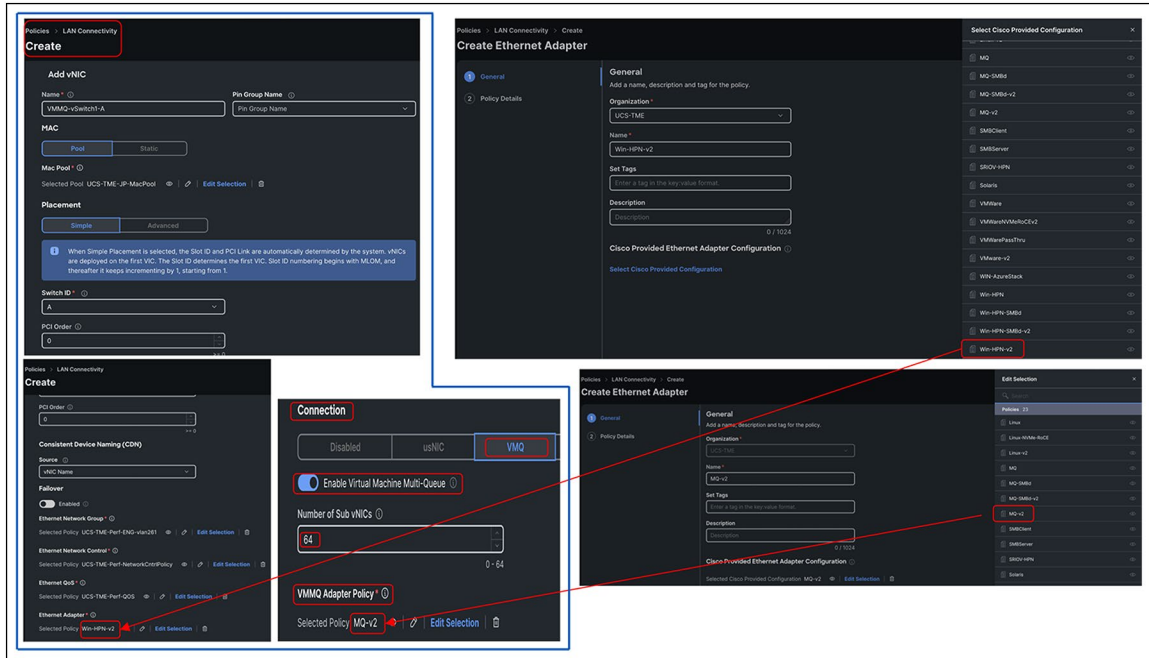 Policies > LAN Connectivity
Create
Add vNIC
Name *
Pin Group Name
VMMQ-vSwitch1-A
Pin Group Name
MAC
Pool
Static
Mac Pool *
Selected Pool UCS-TME-JP-MacPool
Edit Selection
Placement
Simple
Advanced
When Simple Placement is selected, the Slot ID and PCI Link are automatically determined by the system. vNICs
are deployed on the first VIC. The Slot ID determines the first VIC. Slot ID numbering begins with MLOM, and
thereafter it keeps incrementing by 1, starting from 1.
Switch ID *
A
PCI Order
0
>= 0
Policies > LAN Connectivity
Create
PCI Order
0
>= 0
Consistent Device Naming (CDN)
Source
vNIC Name
Failover
Enabled
Ethernet Network Group *
Selected Policy UCS-TME-Perf-ENG-vlan261
Edit Selection
Ethernet Network Control *
Selected Policy UCS-TME-Perf-NetworkCntrlPolicy
Edit Selection
Ethernet QoS *
Selected Policy UCS-TME-Perf-QOS
Edit Selection
Ethernet Adapter *
Selected Policy Win-HPN-v2
Edit Selection
Connection
Disabled
usNIC
VMQ
Enable Virtual Machine Multi-Queue
Number of Sub vNICs
64
0 - 64
VMMQ Adapter Policy *
Selected Policy MQ-v2
Edit Selection
Policies > LAN Connectivity > Create
Create Ethernet Adapter
1 General
2 Policy Details
General
Add a name, description and tag for the policy.
Organization *
UCS-TME
Name *
Win-HPN-v2
Set Tags
Enter a tag in the key:value format.
Description
Description
0 / 1024
Cisco Provided Ethernet Adapter Configuration
Select Cisco Provided Configuration
Select Cisco Provided Configuration
MQ
MQ-SMBd
MQ-SMBd-v2
MQ-v2
SMBClient
SMBServer
SRIOV-HPN
Solaris
VMWare
VMWareNVMeRoCEv2
VMWarePassThru
VMware-v2
WIN-AzureStack
Win-HPN
Win-HPN-SMBd
Win-HPN-SMBd-v2
Win-HPN-v2
Policies > LAN Connectivity > Create
Create Ethernet Adapter
1 General
2 Policy Details
General
Add a name, description and tag for the policy.
Organization *
UCS-TME
Name *
MQ-v2
Set Tags
Enter a tag in the key:value format.
Description
Description
0 / 1024
Cisco Provided Ethernet Adapter Configuration
Selected Cisco Provided Configuration MQ-v2
Edit Selection
Edit Selection
Search
Policies 23
Linux
Linux-NVMe-RoCE
Linux-v2
MQ
MQ-SMBd
MQ-SMBd-v2
MQ-v2
SMBClient
SMBServer
SRIOV-HPN
Solaris